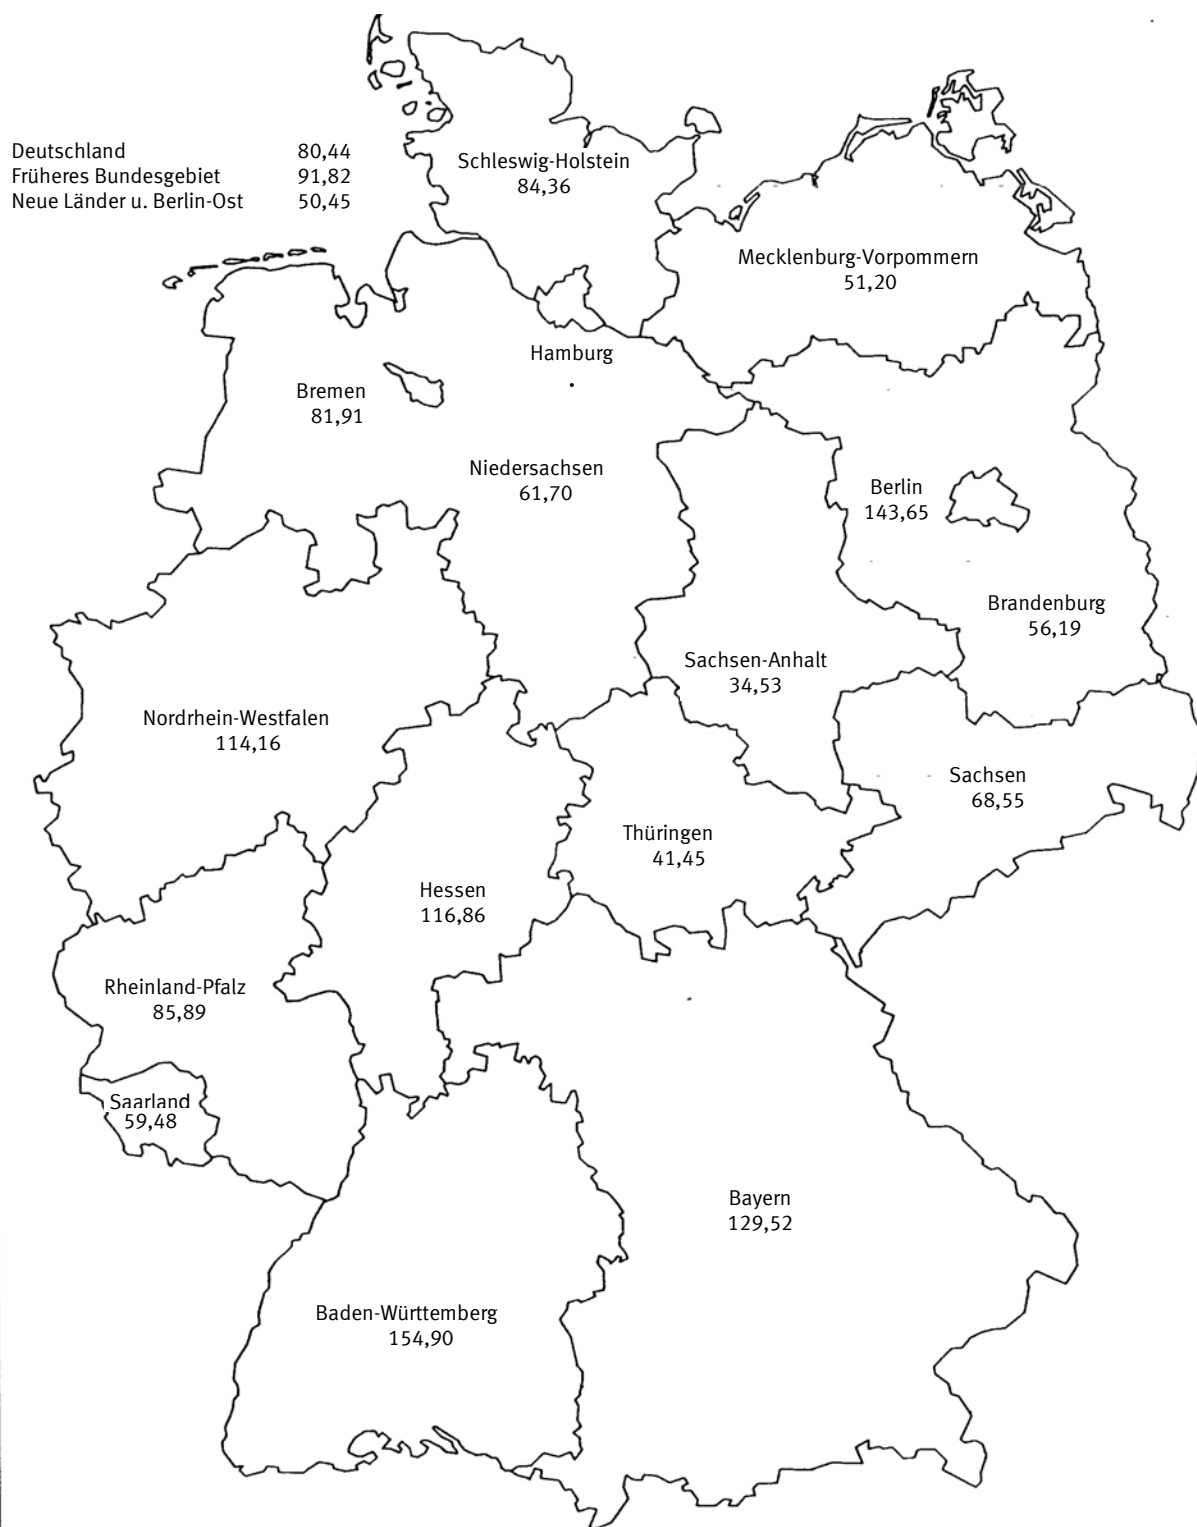 Deutschland 80,44
Früheres Bundesgebiet 91,82
Neue Länder u. Berlin-Ost 50,45
Schleswig-Holstein
84,36
Mecklenburg-Vorpommern
51,20
Hamburg
Bremen
81,91
Niedersachsen
61,70
Berlin
143,65
Brandenburg
56,19
Sachsen-Anhalt
34,53
Nordrhein-Westfalen
114,16
Sachsen
68,55
Thüringen
41,45
Hessen
116,86
Rheinland-Pfalz
85,89
Saarland
59,48
Bayern
129,52
Baden-Württemberg
154,90